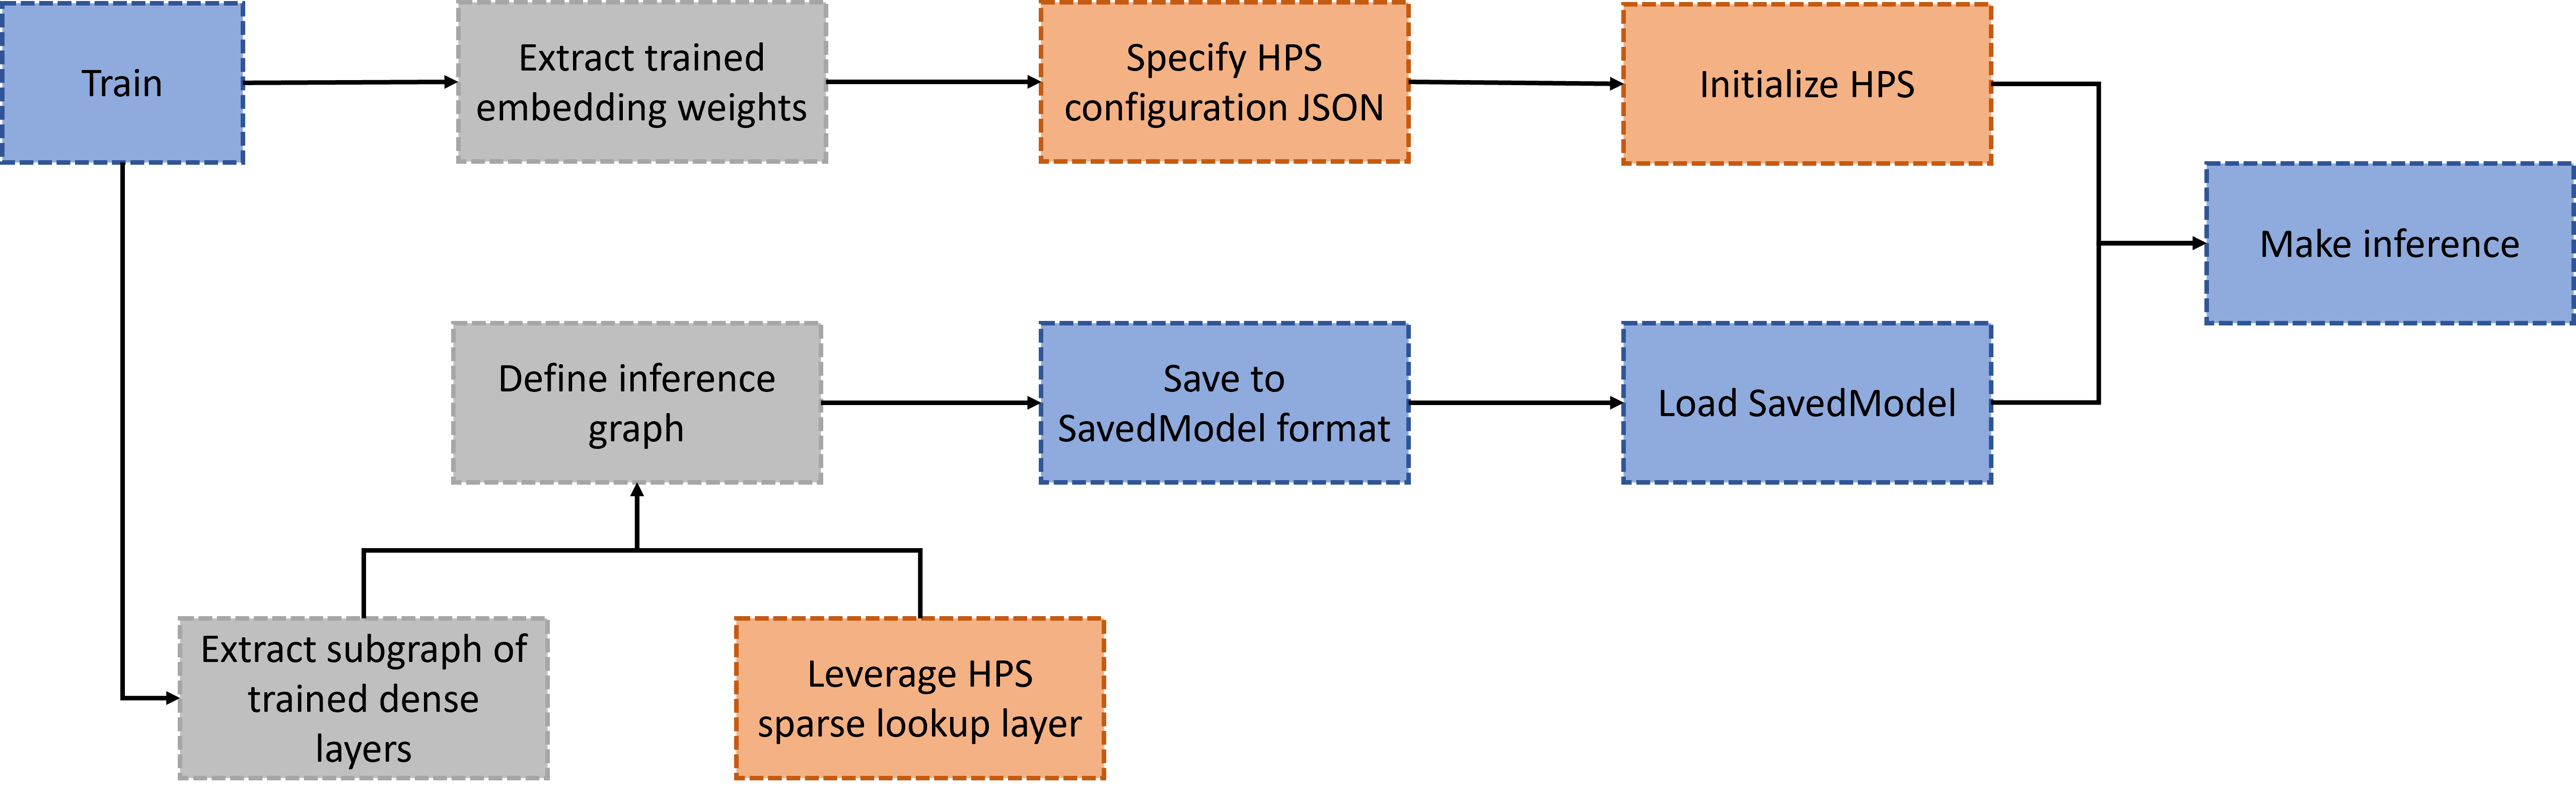 Train
Extract trained
embedding weights
Specify HPS
configuration JSON
Initialize HPS
Make inference
Define inference
graph
Save to
SavedModel format
Load SavedModel
Extract subgraph of
trained dense
layers
Leverage HPS
sparse lookup layer